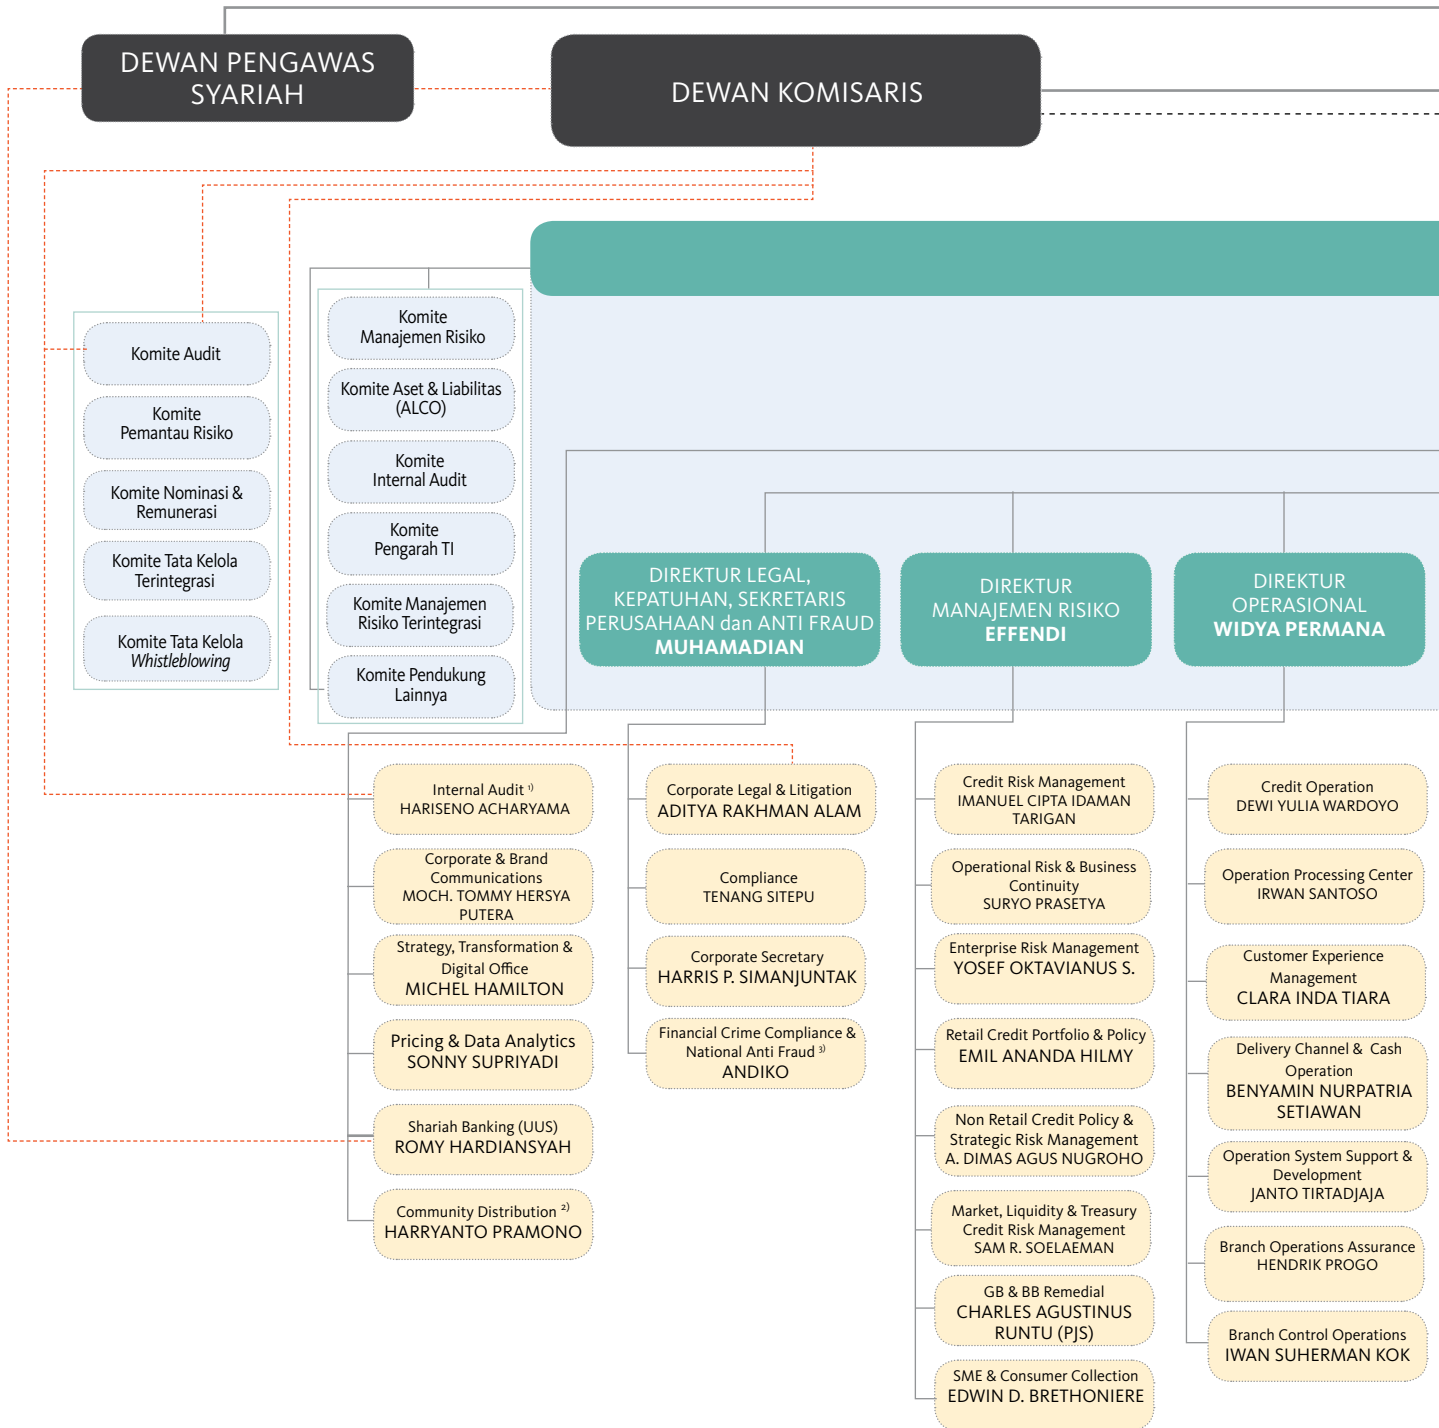 DEWAN PENGAWAS
SYARIAH
DEWAN KOMISARIS
Komite Audit
Komite
Pemantau Risiko
Komite Nominasi &
Remunerasi
Komite Tata Kelola
Terintegrasi
Komite Tata Kelola
Whistleblowing
Komite
Manajemen Risiko
Komite Aset & Liabilitas
(ALCO)
Komite
Internal Audit
Komite
Pengarah TI
Komite Manajemen
Risiko Terintegrasi
Komite Pendukung
Lainnya
DIREKTUR LEGAL,
KEPATUHAN, SEKRETARIS
PERUSAHAAN dan ANTI FRAUD
MUHAMADIAN
DIREKTUR
MANAJEMEN RISIKO
EFFENDI
DIREKTUR
OPERASIONAL
WIDYA PERMANA
Internal Audit ¹⁾
HARISENO ACHARYAMA
Corporate & Brand
Communications
MOCH. TOMMY HERSYA
PUTERA
Strategy, Transformation &
Digital Office
MICHEL HAMILTON
Pricing & Data Analytics
SONNY SUPRIYADI
Shariah Banking (UUS)
ROMY HARDIANSYAH
Community Distribution ²⁾
HARRYANTO PRAMONO
Corporate Legal & Litigation
ADITYA RAKHMAN ALAM
Compliance
TENANG SITEPU
Corporate Secretary
HARRIS P. SIMANJUNTAK
Financial Crime Compliance &
National Anti Fraud ³⁾
ANDIKO
Credit Risk Management
IMANUEL CIPTA IDAMAN
TARIGAN
Operational Risk & Business
Continuity
SURYO PRASETYA
Enterprise Risk Management
YOSEF OKTAVIANUS S.
Retail Credit Portfolio & Policy
EMIL ANANDA HILMY
Non Retail Credit Policy &
Strategic Risk Management
A. DIMAS AGUS NUGROHO
Market, Liquidity & Treasury
Credit Risk Management
SAM R. SOELAEMAN
GB & BB Remedial
CHARLES AGUSTINUS
RUNTU (PJS)
SME & Consumer Collection
EDWIN D. BRETHONIERE
Credit Operation
DEWI YULIA WARDOYO
Operation Processing Center
IRWAN SANTOSO
Customer Experience
Management
CLARA INDA TIARA
Delivery Channel & Cash
Operation
BENYAMIN NURPATRIA
SETIAWAN
Operation System Support &
Development
JANTO TIRTADJAJA
Branch Operations Assurance
HENDRIK PROGO
Branch Control Operations
IWAN SUHERMAN KOK